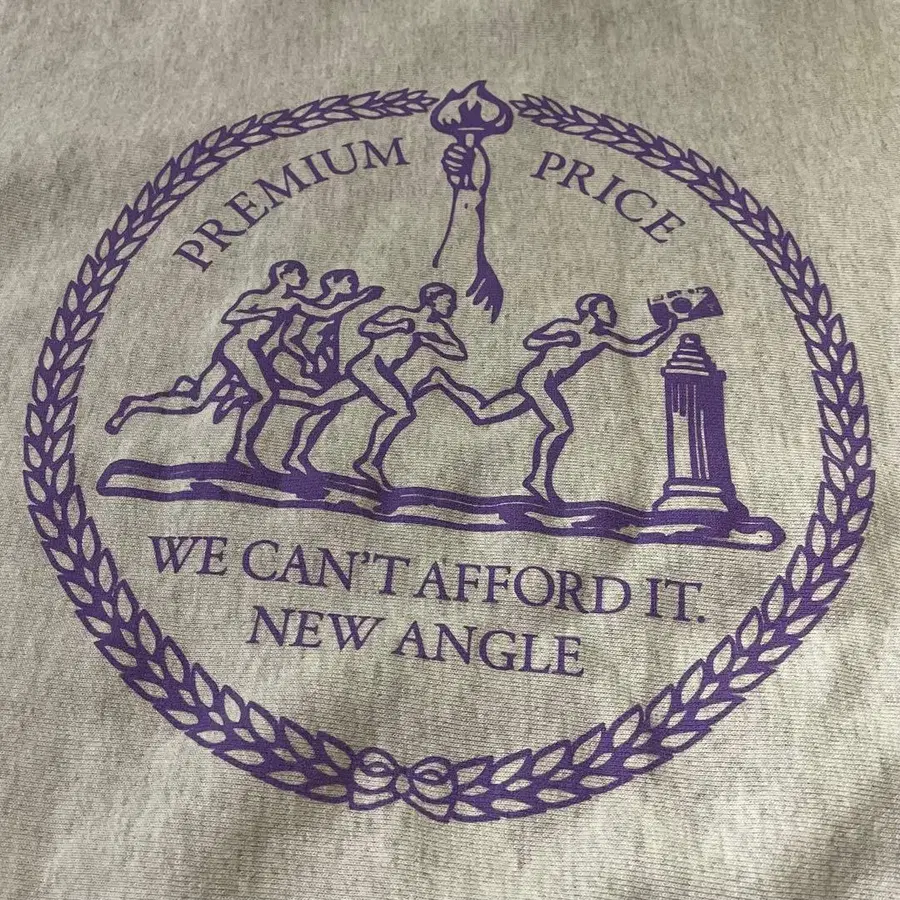 PREMIUM PRICE
WE CAN'T AFFORD IT.
NEW ANGLE